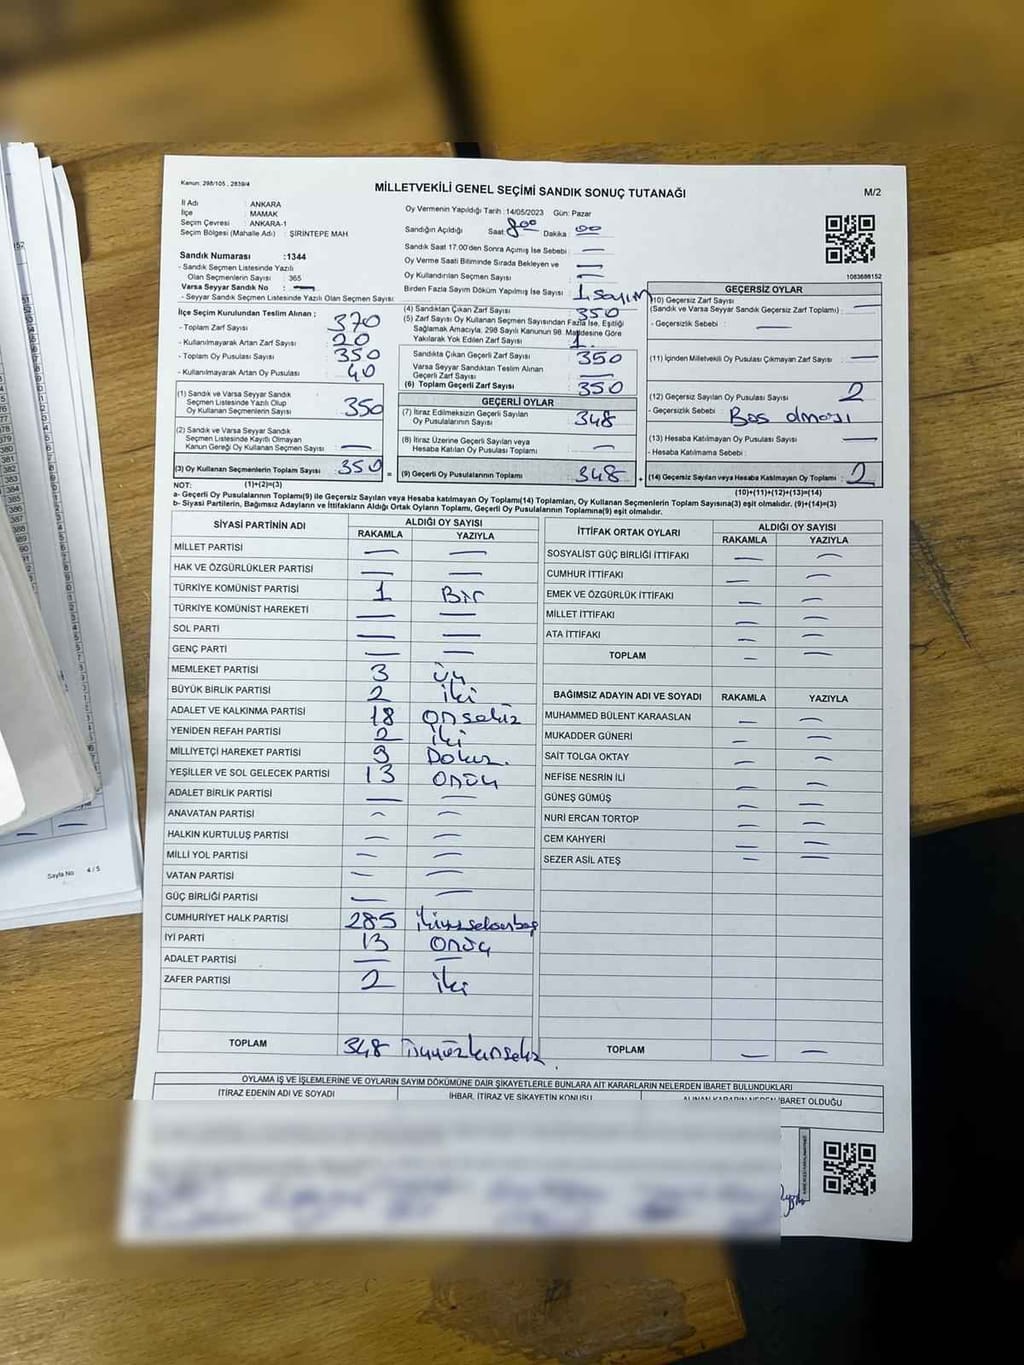 Kanun: 298/105 , 2839/4
MİLLETVEKİLİ GENEL SEÇİMİ SANDIK SONUÇ TUTANAĞI
M/2
İl Adı : ANKARA
İlçe : MAMAK
Seçim Çevresi : ANKARA-1
Seçim Bölgesi (Mahalle Adı) : ŞİRİNTEPE MAH.
Sandık Numarası :1344
- Sandık Seçmen Listesinde Yazılı
Olan Seçmenlerin Sayısı : 365
Varsa Seyyar Sandık No : —
- Seyyar Sandık Seçmen Listesinde Yazılı Olan Seçmen Sayısı:
Oy Vermenin Yapıldığı Tarih : 14/05/2023 Gün: Pazar
Sandığın Açıldığı Saat 8 00 Dakika : 00
Sandık Saat 17:00'den Sonra Açılmış İse Sebebi : —
Oy Verme Saati Bitiminde Sırada Bekleyen ve —
Oy Kullandırılan Seçmen Sayısı : —
Birden Fazla Sayım Döküm Yapılmış İse Sayısı : 1. sayım
1083686152
İlçe Seçim Kurulundan Teslim Alınan ;
- Toplam Zarf Sayısı : 370
- Kullanılmayarak Artan Zarf Sayısı : 20
- Toplam Oy Pusulası Sayısı : 350
- Kullanılmayarak Artan Oy Pusulası 40
(1) Sandık ve Varsa Seyyar Sandık
Seçmen Listesinde Yazılı Olup
Oy Kullanan Seçmenlerin Sayısı : 350
(2) Sandık ve Varsa Seyyar Sandık
Seçmen Listesinde Kayıtlı Olmayan
Kanun Gereği Oy Kullanan Seçmen Sayısı : —
(3) Oy Kullanan Seçmenlerin Toplam Sayısı : 350
(4) Sandıktan Çıkan Zarf Sayısı : 350
(5) Zarf Sayısı Oy Kullanan Seçmen Sayısından Fazla İse, Eşitliği
Sağlamak Amacıyla, 298 Sayılı Kanunun 98. Maddesine Göre
Yakılarak Yok Edilen Zarf Sayısı : 1.
Sandıkta Çıkan Geçerli Zarf Sayısı : 350
Varsa Seyyar Sandıktan Teslim Alınan
Geçerli Zarf Sayısı : —
(6) Toplam Geçerli Zarf Sayısı : 350
GEÇERLİ OYLAR
(7) İtiraz Edilmeksizin Geçerli Sayılan
Oy Pusulalarının Sayısı : 348
(8) İtiraz Üzerine Geçerli Sayılan veya
Hesaba Katılan Oy Pusulaları Toplamı : —
= (9) Geçerli Oy Pusulalarının Toplamı : 348 +
GEÇERSİZ OYLAR
(10) Geçersiz Zarf Sayısı
(Sandık ve Varsa Seyyar Sandık Geçersiz Zarf Toplamı) : —
- Geçersizlik Sebebi : —
(11) İçinden Milletvekili Oy Pusulası Çıkmayan Zarf Sayısı : —
(12) Geçersiz Sayılan Oy Pusulası Sayısı : 2
- Geçersizlik Sebebi : Boş olması
(13) Hesaba Katılmayan Oy Pusulası Sayısı : —
- Hesaba Katılmama Sebebi :
(14) Geçersiz Sayılan veya Hesaba Katılmayan Oy Toplamı : 2
NOT: (1)+(2)=(3) (10)+(11)+(12)+(13)=(14)
a- Geçerli Oy Pusulalarının Toplamı(9) ile Geçersiz Sayılan veya Hesaba katılmayan Oy Toplamı(14) Toplamları, Oy Kullanan Seçmenlerin Toplam Sayısına(3) eşit olmalıdır. (9)+(14)=(3)
b- Siyasi Partilerin, Bağımsız Adayların ve İttifakların Aldığı Ortak Oyların Toplamı, Geçerli Oy Pusulalarının Toplamına(9) eşit olmalıdır.
SİYASİ PARTİNİN ADI ALDIĞI OY SAYISI
RAKAMLA YAZIYLA
MİLLET PARTİSİ — —
HAK VE ÖZGÜRLÜKLER PARTİSİ — —
TÜRKİYE KOMÜNİST PARTİSİ 1 Bir
TÜRKİYE KOMÜNİST HAREKETİ — —
SOL PARTİ — —
GENÇ PARTİ — —
MEMLEKET PARTİSİ 3 üç
BÜYÜK BİRLİK PARTİSİ 2 iki
ADALET VE KALKINMA PARTİSİ 18 onsekiz
YENİDEN REFAH PARTİSİ 2 iki
MİLLİYETÇİ HAREKET PARTİSİ 9 Dokuz.
YEŞİLLER VE SOL GELECEK PARTİSİ 13 onüç
ADALET BİRLİK PARTİSİ — —
ANAVATAN PARTİSİ — —
HALKIN KURTULUŞ PARTİSİ — —
MİLLİ YOL PARTİSİ — —
VATAN PARTİSİ — —
GÜÇ BİRLİĞİ PARTİSİ — —
CUMHURİYET HALK PARTİSİ 285 ikiyüzseksenbeş
İYİ PARTİ 13 onüç
ADALET PARTİSİ — —
ZAFER PARTİSİ 2 iki
TOPLAM 348 üçyüzkırksekiz
İTTİFAK ORTAK OYLARI ALDIĞI OY SAYISI
RAKAMLA YAZIYLA
SOSYALİST GÜÇ BİRLİĞİ İTTİFAKI — —
CUMHUR İTTİFAKI — —
EMEK VE ÖZGÜRLÜK İTTİFAKI — —
MİLLET İTTİFAKI — —
ATA İTTİFAKI — —
TOPLAM — —
BAĞIMSIZ ADAYIN ADI VE SOYADI RAKAMLA YAZIYLA
MUHAMMED BÜLENT KARAASLAN — —
MUKADDER GÜNERİ — —
SAİT TOLGA OKTAY — —
NEFİSE NESRİN İLİ — —
GÜNEŞ GÜMÜŞ — —
NURİ ERCAN TORTOP — —
CEM KAHYERİ — —
SEZER ASİL ATEŞ — —
TOPLAM — —
OYLAMA İŞ VE İŞLEMLERİNE VE OYLARIN SAYIM DÖKÜMÜNE DAİR ŞİKAYETLERLE BUNLARA AİT KARARLARIN NELERDEN İBARET BULUNDUKLARI
İTİRAZ EDENİN ADI VE SOYADI İHBAR, İTİRAZ VE ŞİKAYETİN KONUSU ALINAN KARARIN NEDEN İBARET OLDUĞU
Sayfa No 4 / 5